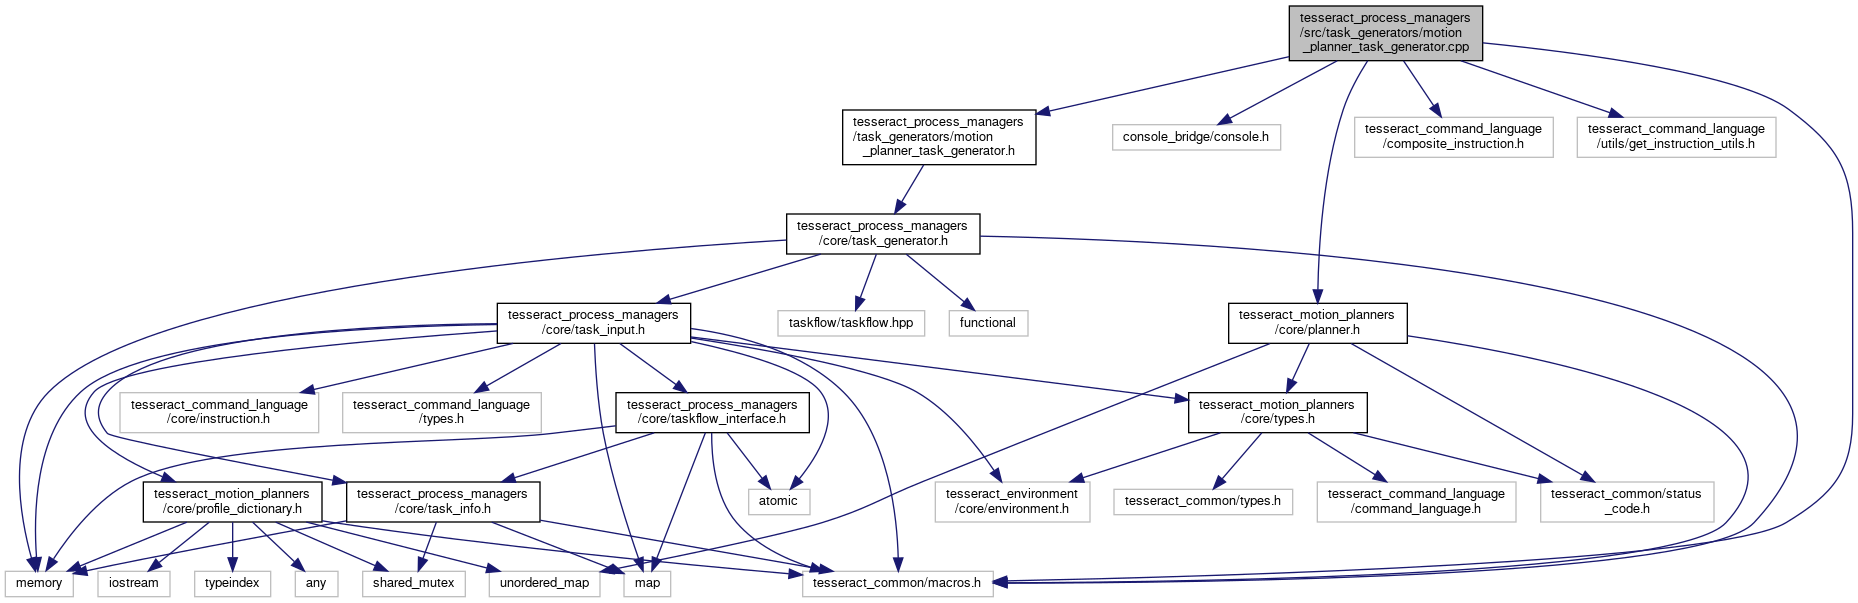 tesseract_process_managers
/src/task_generators/motion
_planner_task_generator.cpp
tesseract_process_managers
/task_generators/motion
_planner_task_generator.h
console_bridge/console.h
tesseract_command_language
/composite_instruction.h
tesseract_command_language
/utils/get_instruction_utils.h
tesseract_process_managers
/core/task_generator.h
tesseract_process_managers
/core/task_input.h
taskflow/taskflow.hpp
functional
tesseract_motion_planners
/core/planner.h
tesseract_command_language
/core/instruction.h
tesseract_command_language
/types.h
tesseract_process_managers
/core/taskflow_interface.h
tesseract_motion_planners
/core/types.h
tesseract_motion_planners
/core/profile_dictionary.h
tesseract_process_managers
/core/task_info.h
atomic
tesseract_environment
/core/environment.h
tesseract_common/types.h
tesseract_command_language
/command_language.h
tesseract_common/status
_code.h
memory
iostream
typeindex
any
shared_mutex
unordered_map
map
tesseract_common/macros.h